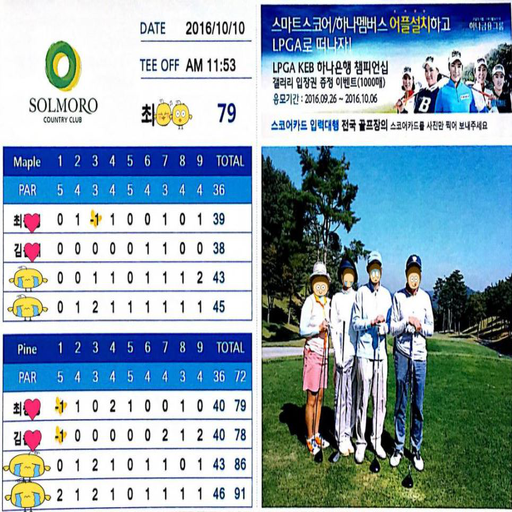 DATE 2016/10/10
TEE OFF AM 11:53
SOLMORO
COUNTRY CLUB
최 79
스마트스코어/하나멤버스 어플설치하고
LPGA로 떠나자!
LPGA KEB 하나은행 챔피언십
갤러리 입장권 증정 이벤트(1000매)
응모기간 : 2016.09.26 ~ 2016.10.06
하나금융그룹
스코어카드 입력대행 전국 골프장의 스코어카드를 사진만 찍어 보내주세요
Maple 1 2 3 4 5 6 7 8 9 TOTAL
PAR 5 4 3 4 5 4 3 4 4 36
최 0 1 -1 1 0 0 1 0 1 39
김 0 0 0 0 0 1 1 0 0 38
0 0 1 1 0 1 1 1 2 43
0 1 2 1 1 1 1 1 1 45
Pine 1 2 3 4 5 6 7 8 9 TOTAL
PAR 5 4 3 4 5 4 4 3 4 36 72
최 -1 1 0 2 1 0 0 1 0 40 79
김 -1 0 0 0 0 0 2 1 2 40 78
0 1 2 1 0 1 1 0 1 43 86
2 1 2 1 0 1 1 1 1 46 91